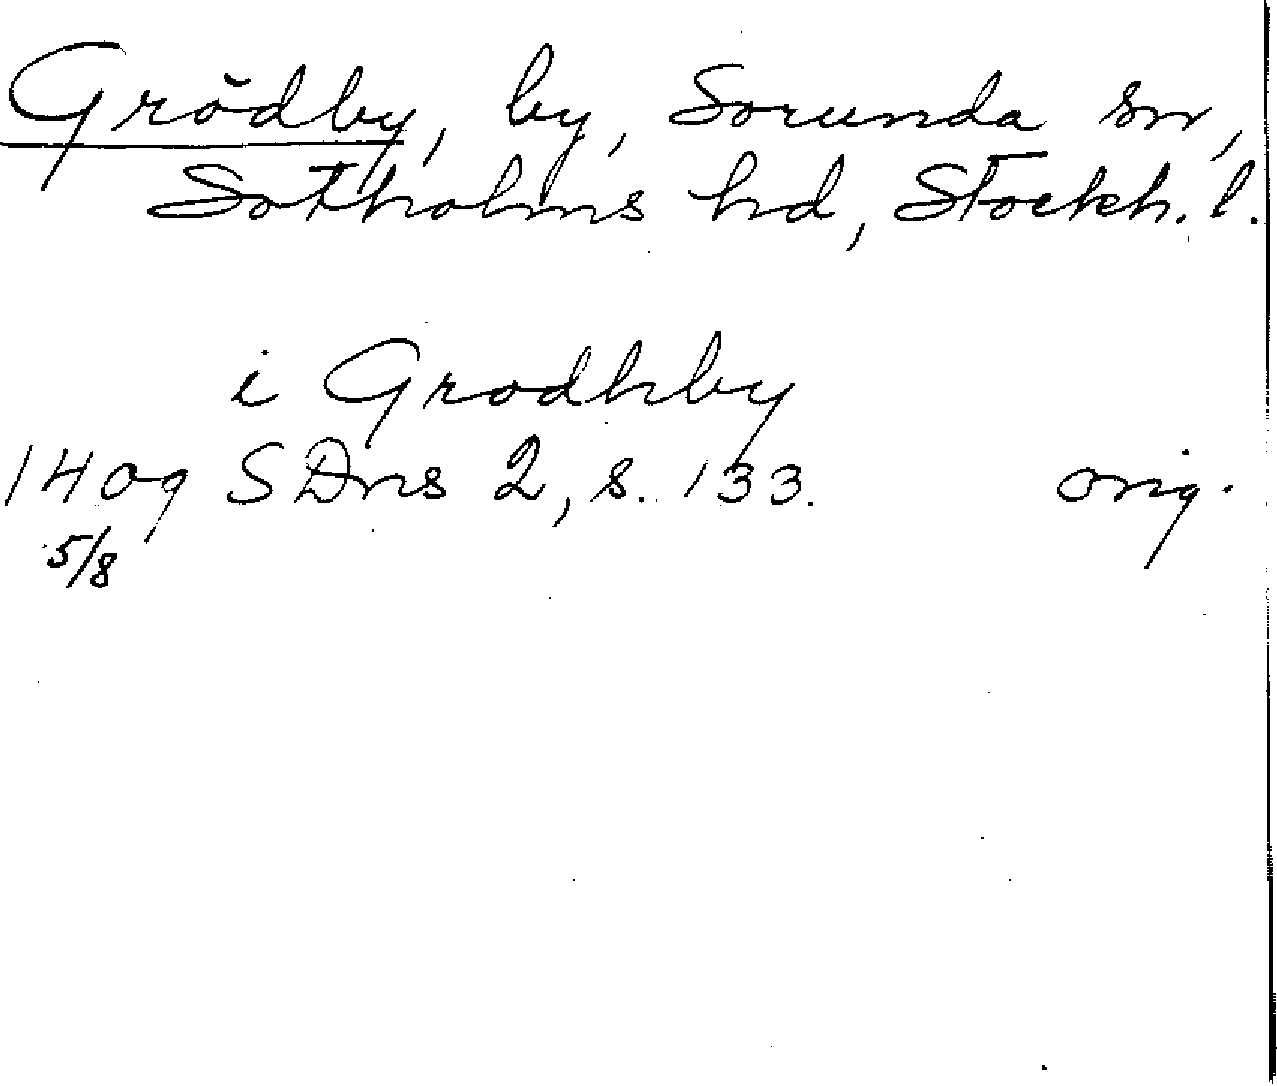 Grödby, by, Sorunda sn,
Sotholms hd, Stockh. l.
i Grodhby
1409 SDns 2, s. 133. orig.
5/8